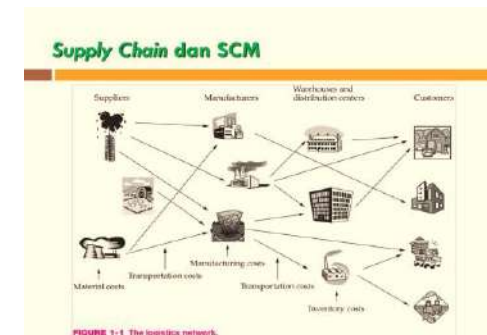 Supply Chain dan SCM
Suppliers
Manufacturers
Warehouses and
distribution centers
Customers
Material costs
Transportation costs
Manufacturing costs
Transportation costs
Inventory costs
FIGURE 1-1 The logistics network.